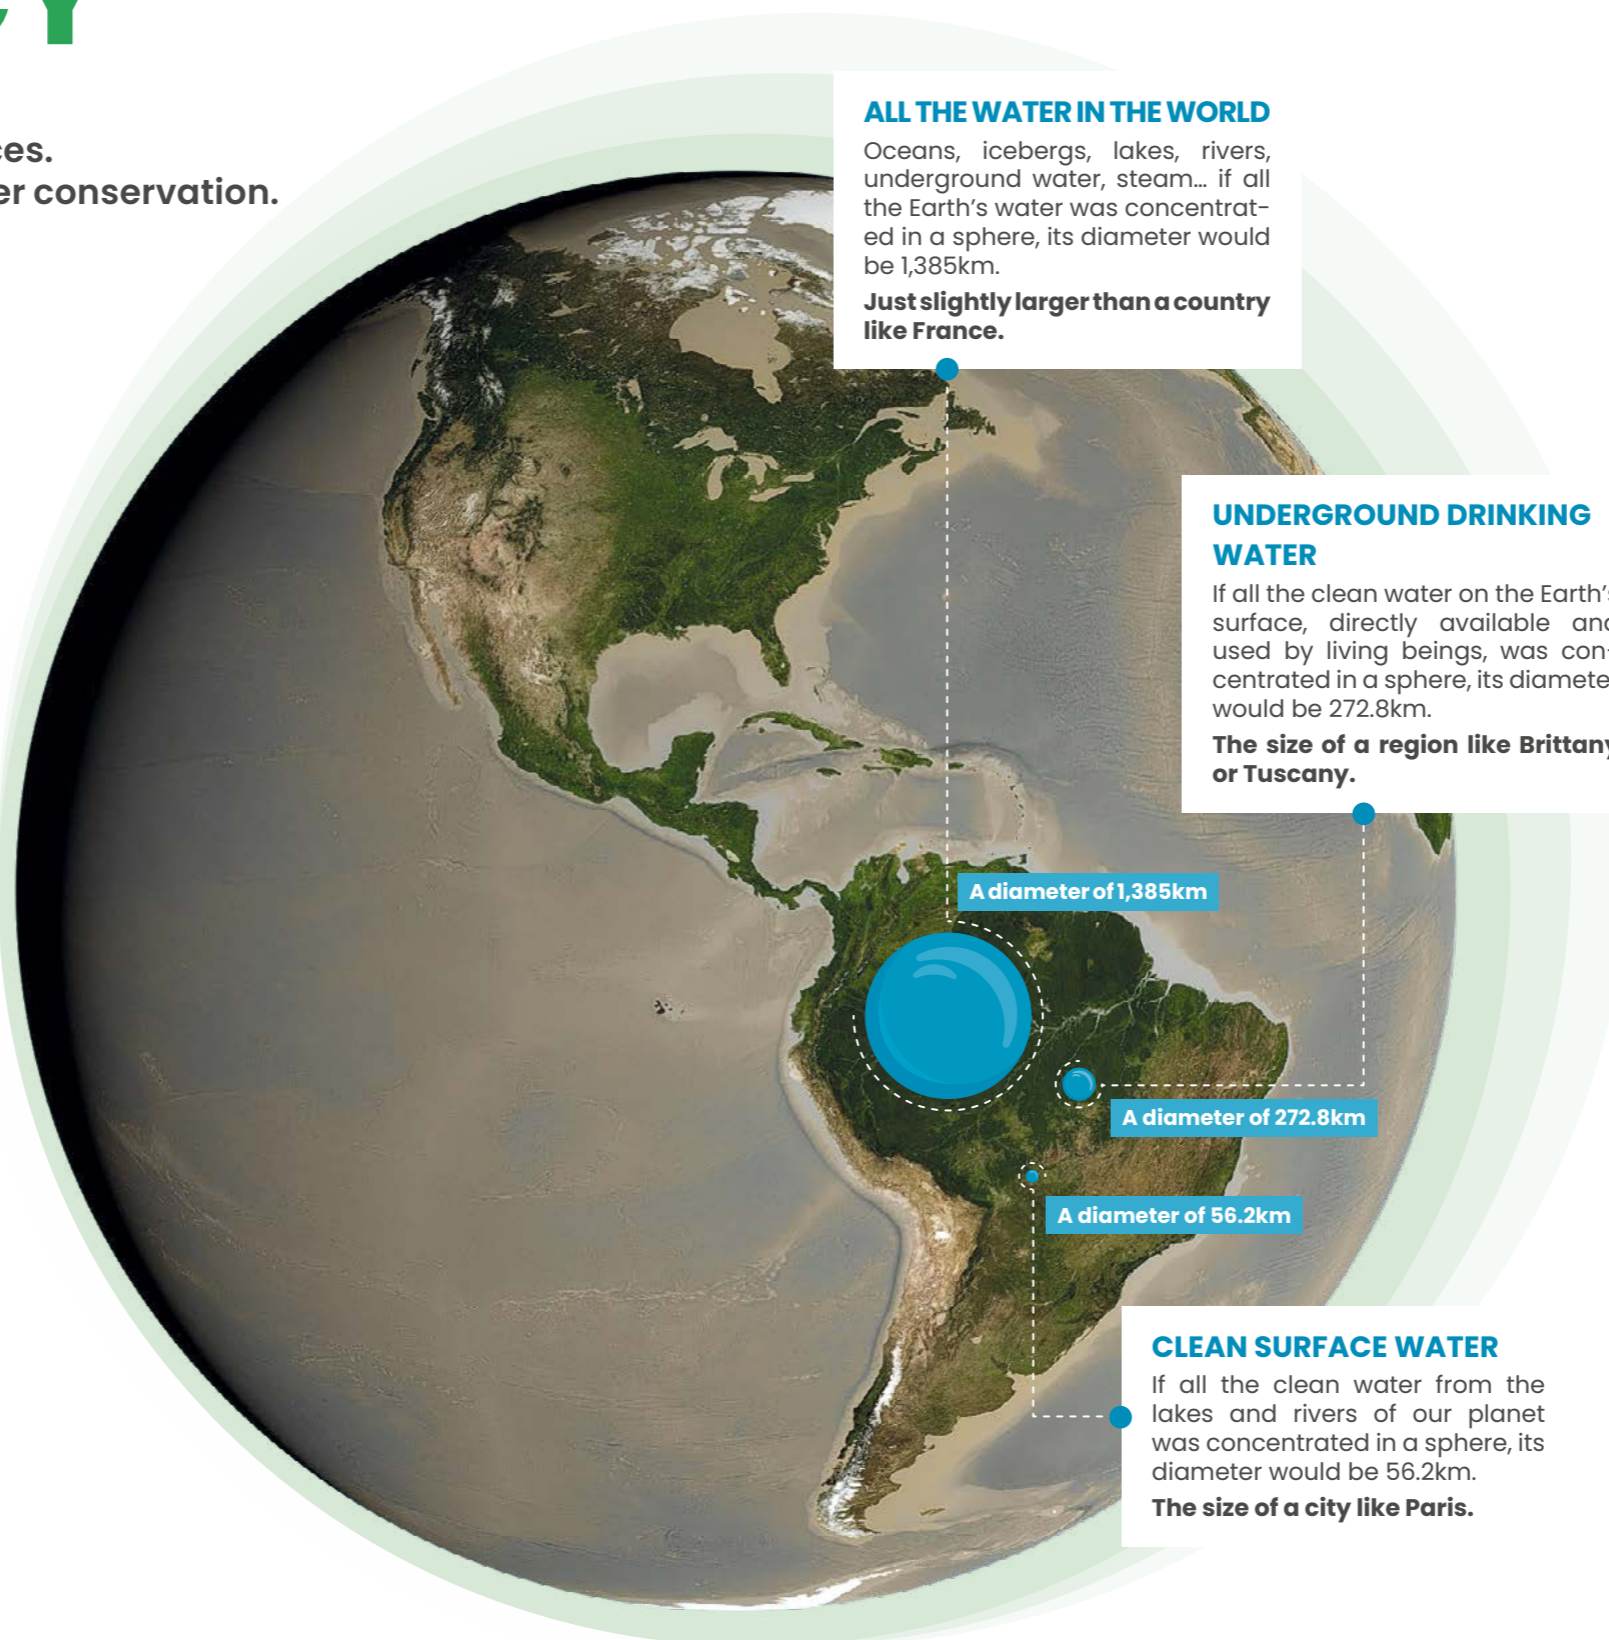 Y
er conservation.
ALL THE WATER IN THE WORLD
Oceans, icebergs, lakes, rivers,
underground water, steam... if all
the Earth's water was concentrat-
ed in a sphere, its diameter would
be 1,385km.
Just slightly larger than a country
like France.
UNDERGROUND DRINKING
WATER
If all the clean water on the Earth's
surface, directly available and
used by living beings, was con-
centrated in a sphere, its diamete
would be 272.8km.
The size of a region like Brittany
or Tuscany.
A diameter of 1,385km
A diameter of 272.8km
A diameter of 56.2km
CLEAN SURFACE WATER
If all the clean water from the
lakes and rivers of our planet
was concentrated in a sphere, its
diameter would be 56.2km.
The size of a city like Paris.